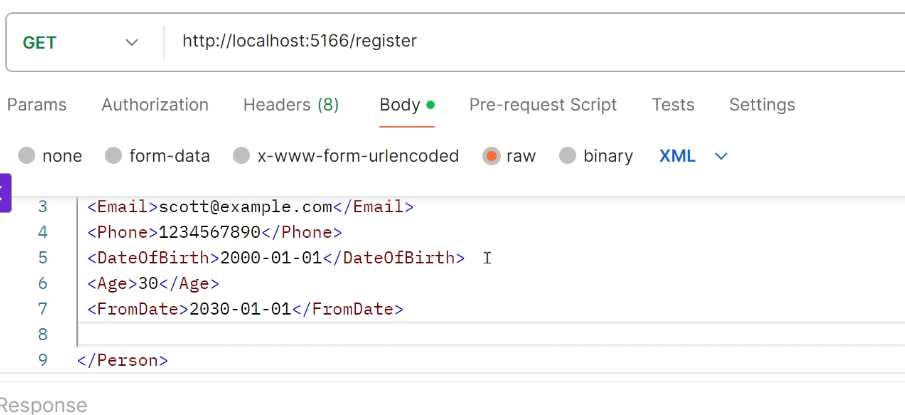 GET http://localhost:5166/register
Params Authorization Headers (8) Body Pre-request Script Tests Settings
none form-data x-www-form-urlencoded raw binary XML
3 <Email>scott@example.com</Email>
4 <Phone>1234567890</Phone>
5 <DateOfBirth>2000-01-01</DateOfBirth>
6 <Age>30</Age>
7 <FromDate>2030-01-01</FromDate>
8
9 </Person>
Response